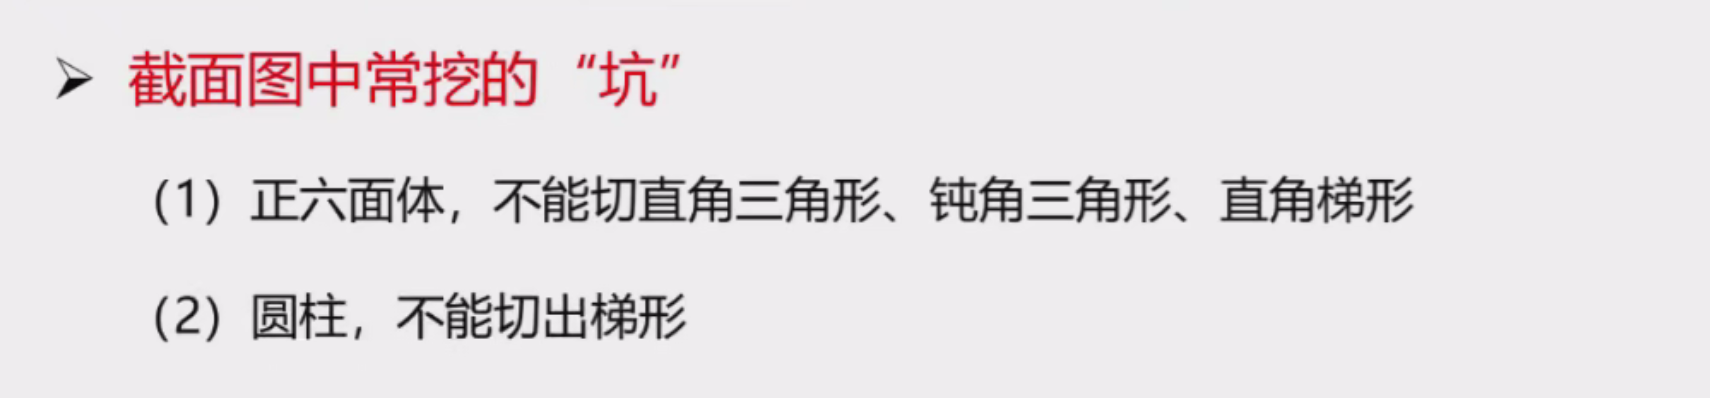 截面图中常挖的“坑”
（1）正六面体，不能切直角三角形、钝角三角形、直角梯形
（2）圆柱，不能切出梯形